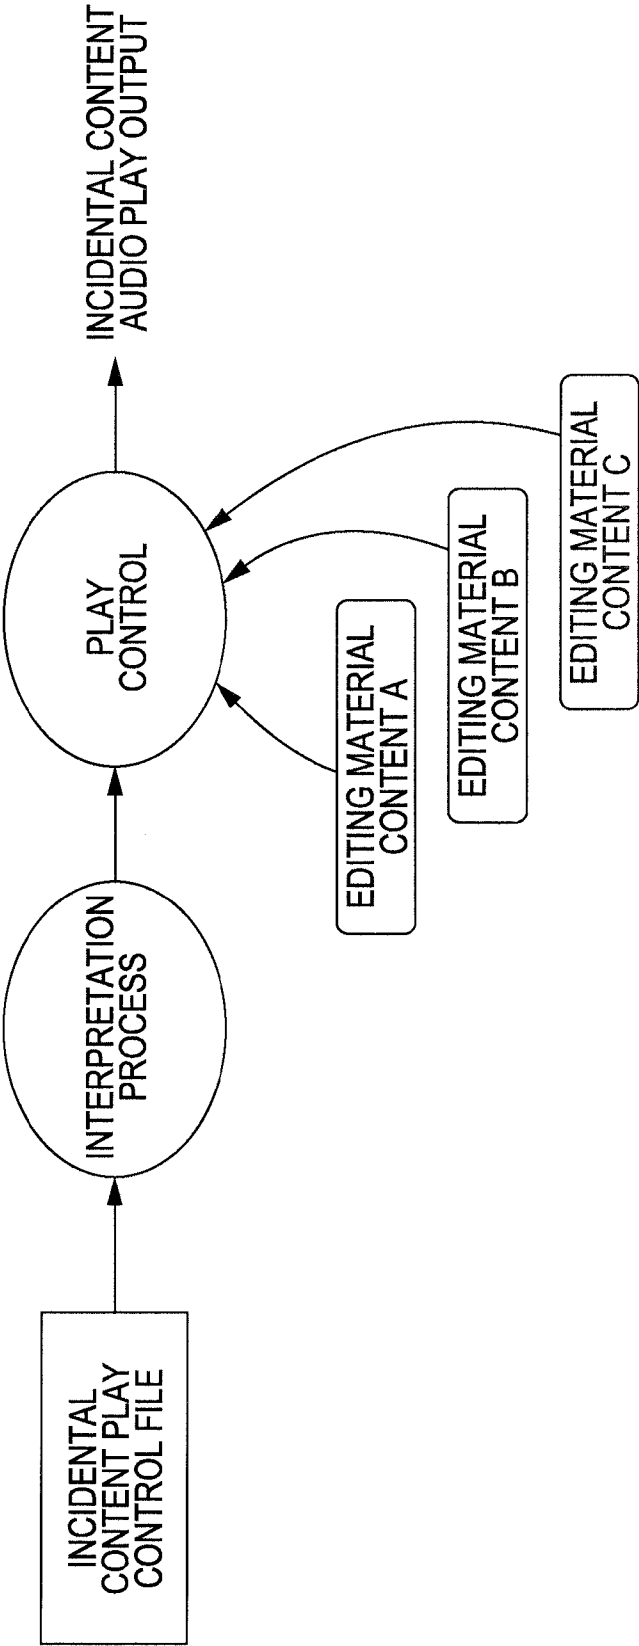 INCIDENTAL
CONTENT PLAY
CONTROL FILE
INTERPRETATION
PROCESS
PLAY
CONTROL
INCIDENTAL CONTENT
AUDIO PLAY OUTPUT
EDITING MATERIAL
CONTENT A
EDITING MATERIAL
CONTENT B
EDITING MATERIAL
CONTENT C